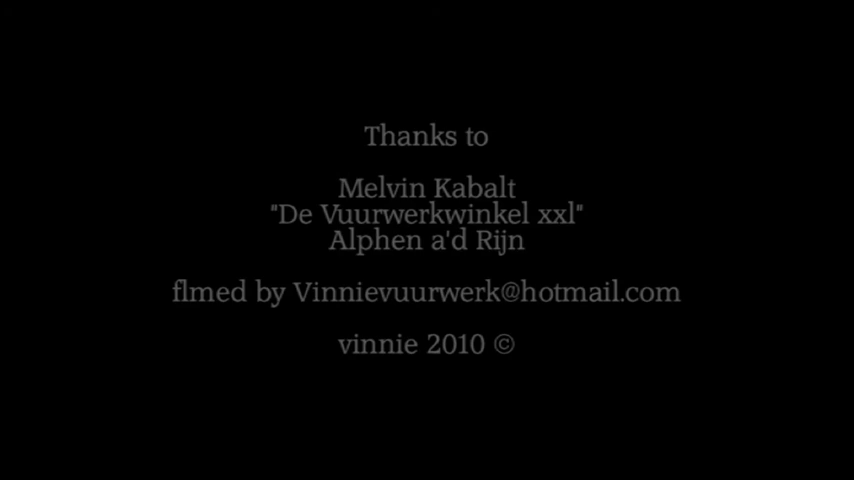 Thanks to
Melvin Kabalt
"De Vuurwerkwinkel xxl"
Alphen a'd Rijn
flmed by Vinnievuurwerk@hotmail.com
vinnie 2010 ©